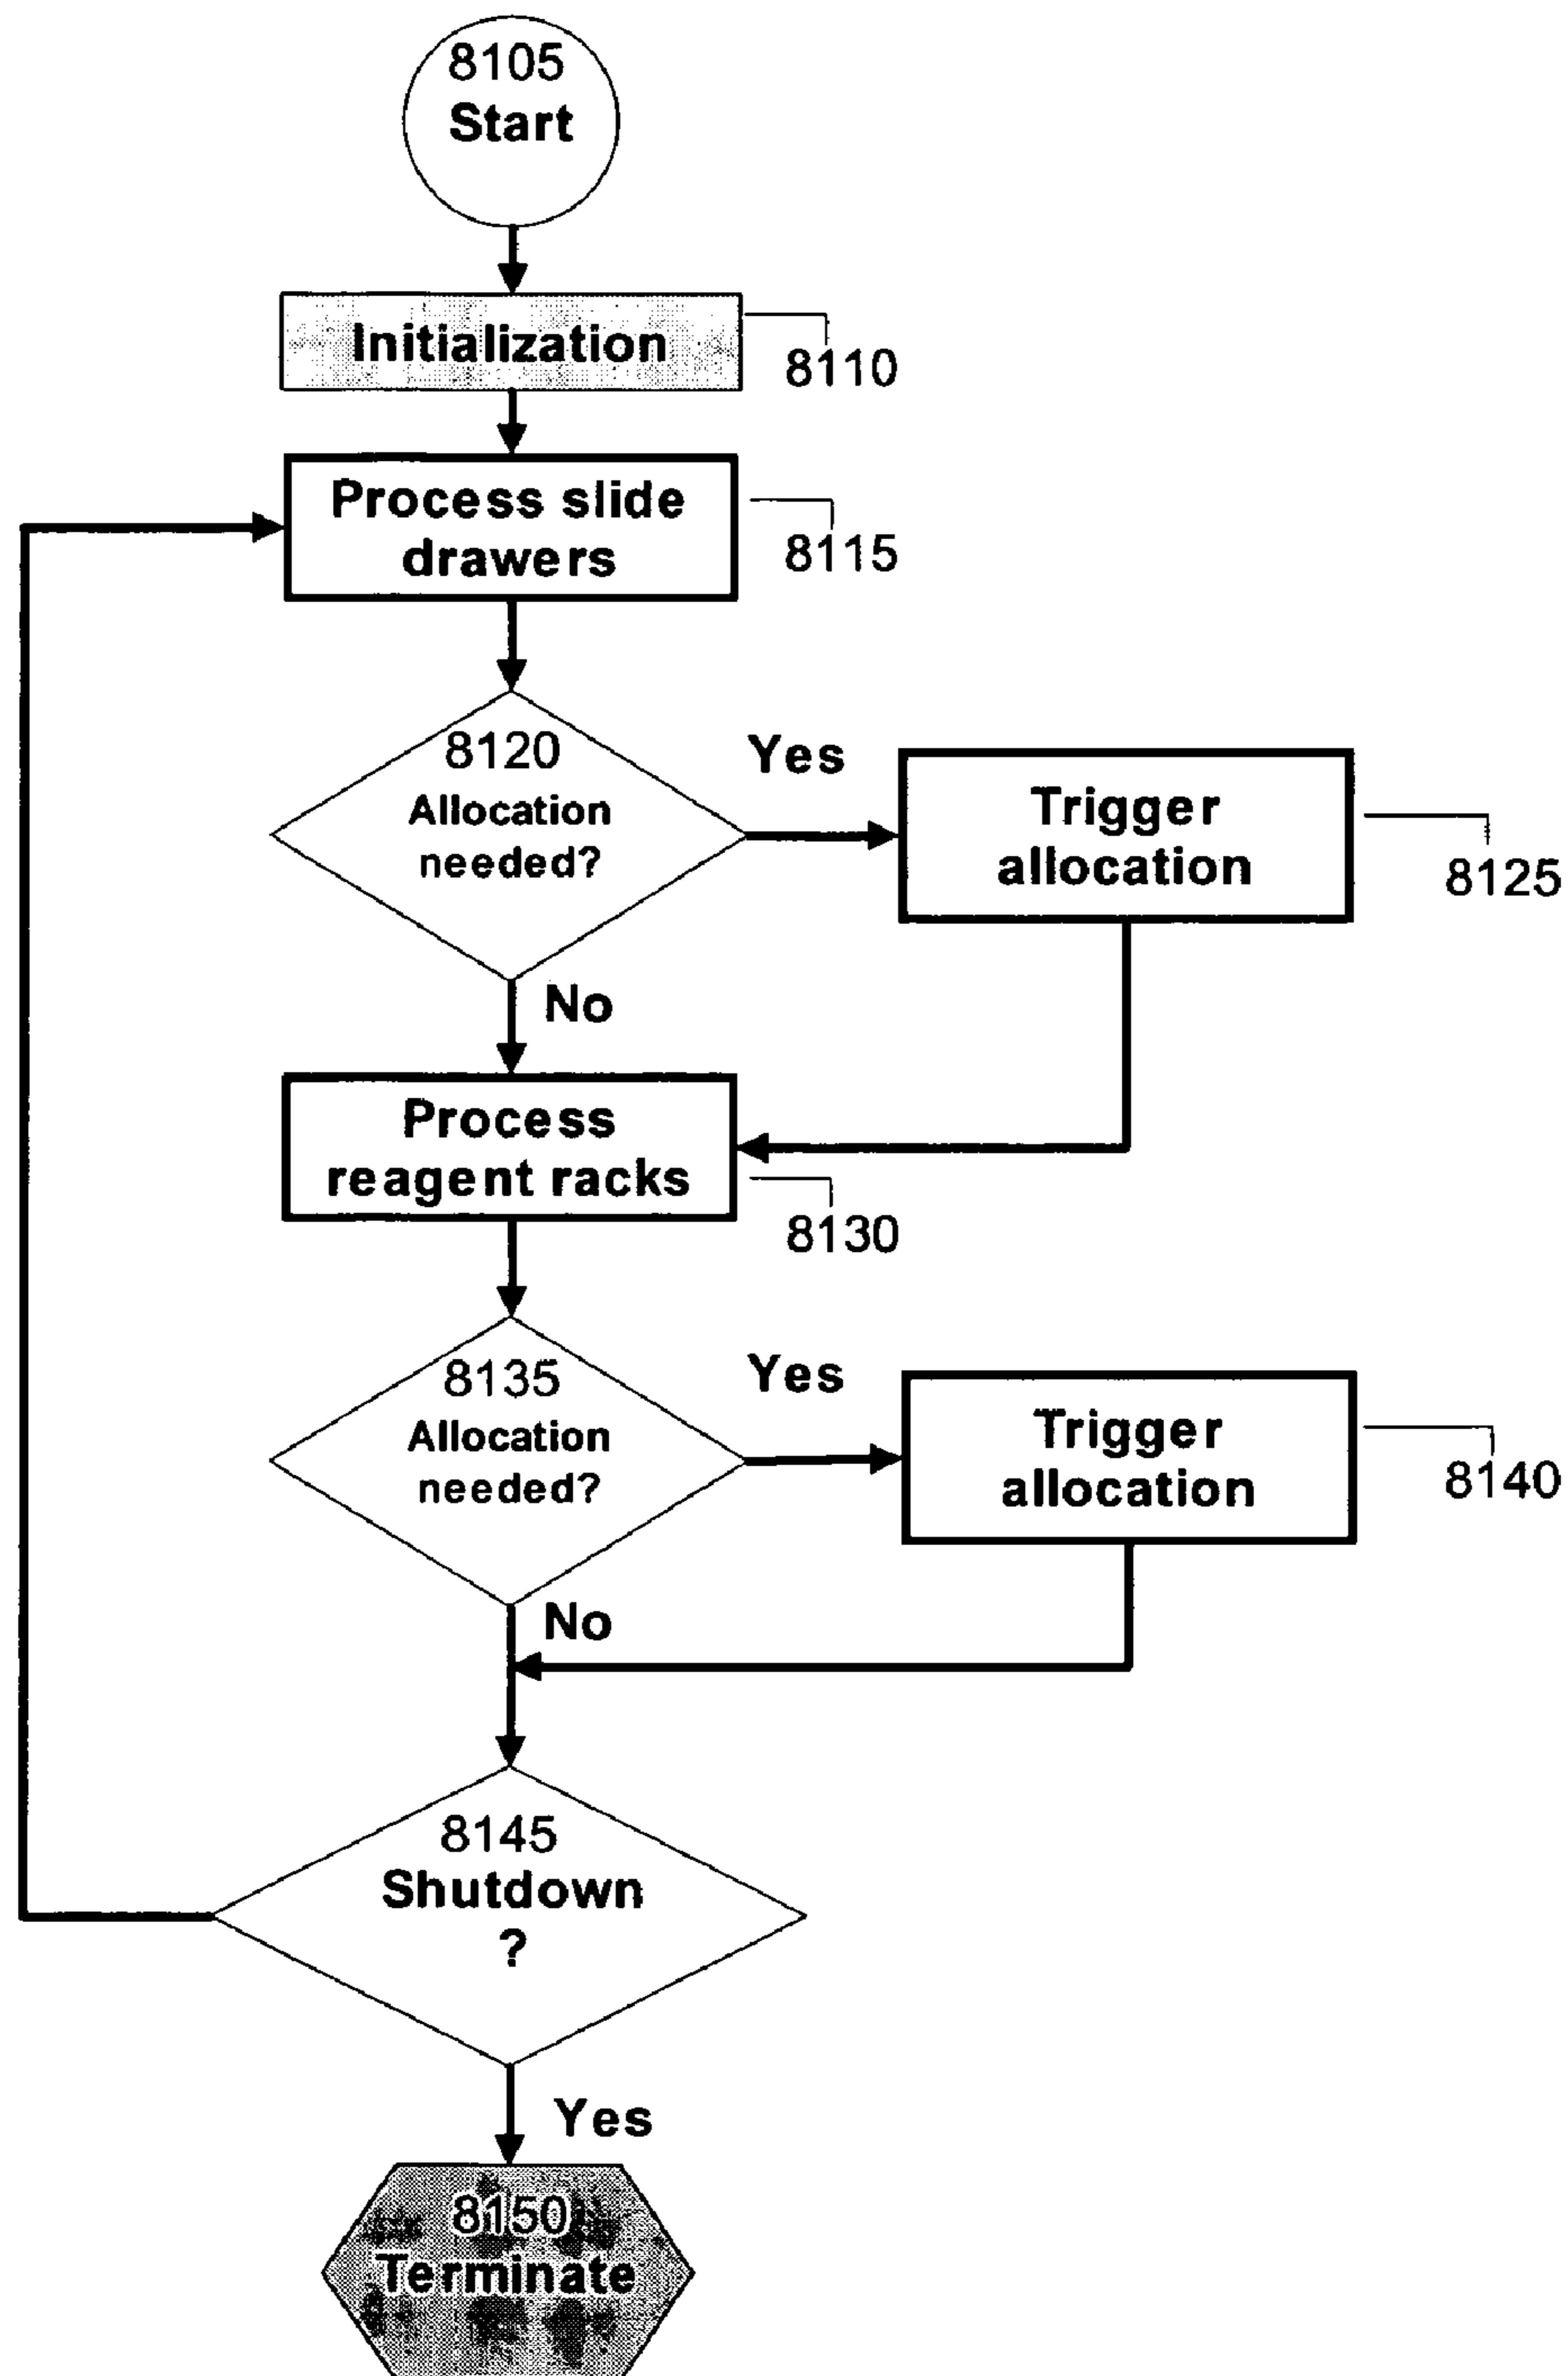 8105
Start
Initialization
8110
Process slide
drawers
8115
8120
Allocation
needed?
Yes
Trigger
allocation
8125
No
Process
reagent racks
8130
8135
Allocation
needed?
Yes
Trigger
allocation
8140
No
8145
Shutdown
?
Yes
8150
Terminate